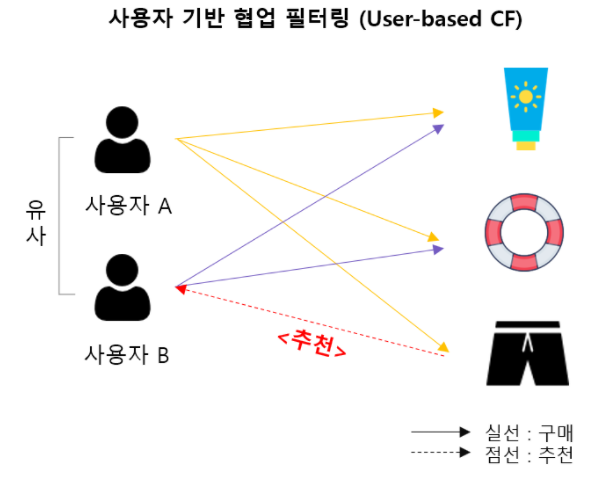 사용자 기반 협업 필터링 (User-based CF)
사용자 A
유
사
사용자 B
<추천>
실선 : 구매
점선 : 추천